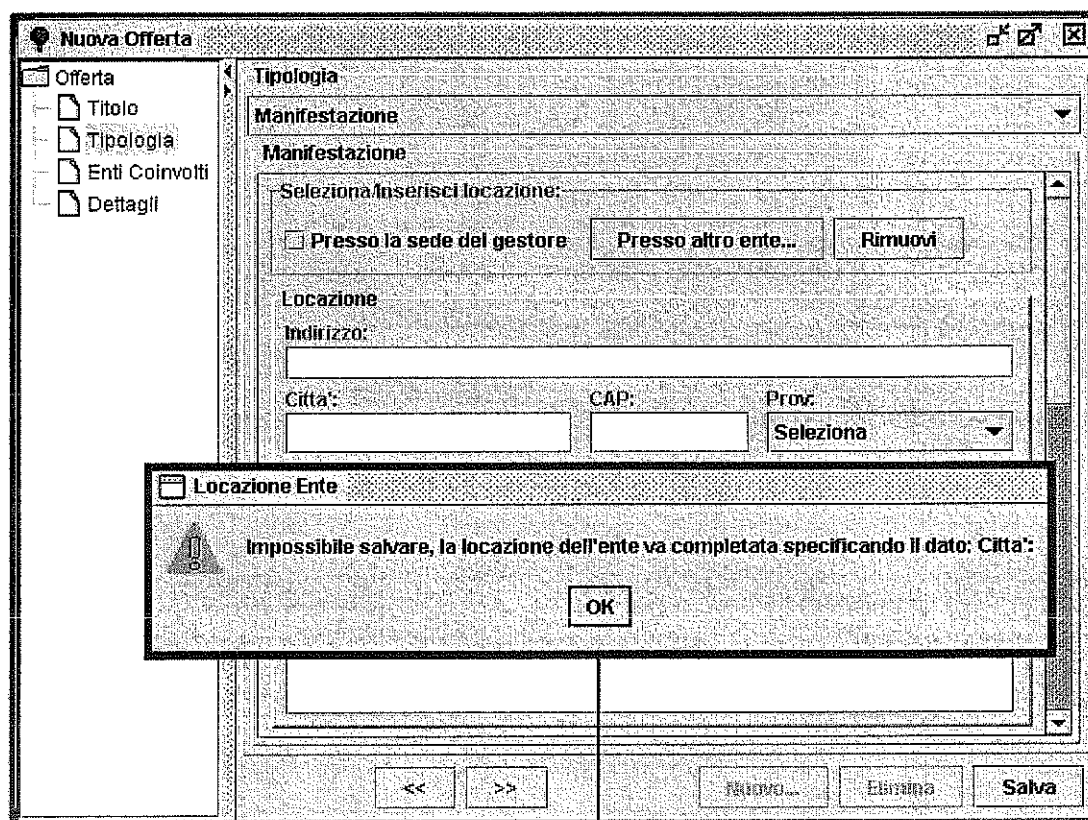 Nuova Offerta
Offerta
Titolo
Tipologia
Enti Coinvolti
Dettagli
Tipologia
Manifestazione
Manifestazione
Seleziona/Inserisci locazione:
Presso la sede del gestore
Presso altro ente...
Rimuovi
Locazione
Indirizzo:
Citta':
CAP:
Prov:
Seleziona
Locazione Ente
Impossibile salvare, la locazione dell'ente va completata specificando il dato: Citta':
OK
<<
>>
Nuovo...
Elimina
Salva